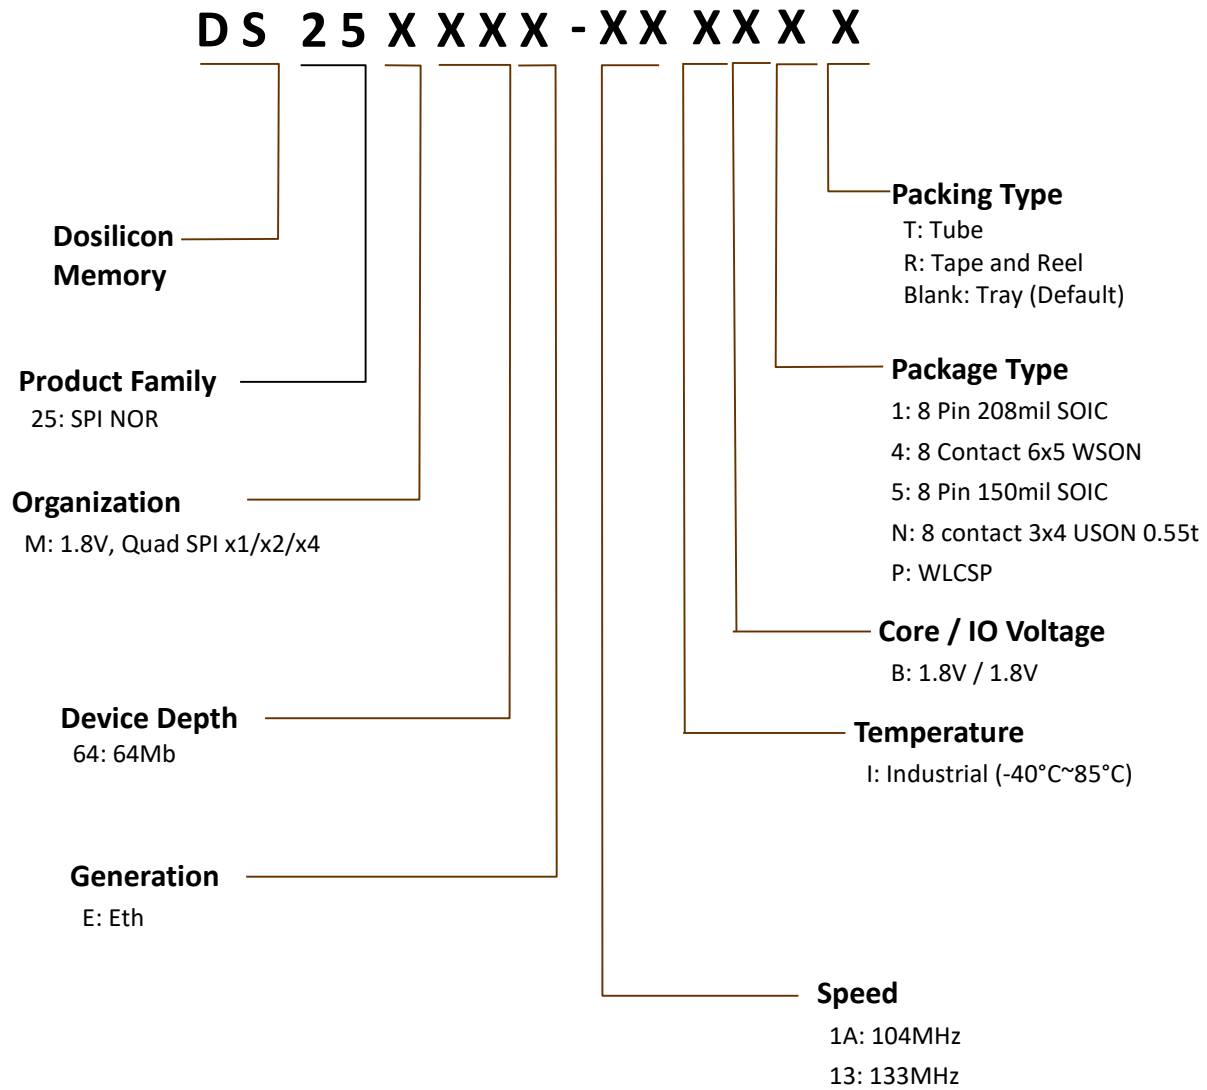 DS 25 X XXX - XX XXX X
Dosilicon
Memory
Product Family
25: SPI NOR
Organization
M: 1.8V, Quad SPI x1/x2/x4
Device Depth
64: 64Mb
Generation
E: Eth
Packing Type
T: Tube
R: Tape and Reel
Blank: Tray (Default)
Package Type
1: 8 Pin 208mil SOIC
4: 8 Contact 6x5 WSON
5: 8 Pin 150mil SOIC
N: 8 contact 3x4 USON 0.55t
P: WLCSP
Core / IO Voltage
B: 1.8V / 1.8V
Temperature
I: Industrial (-40°C~85°C)
Speed
1A: 104MHz
13: 133MHz